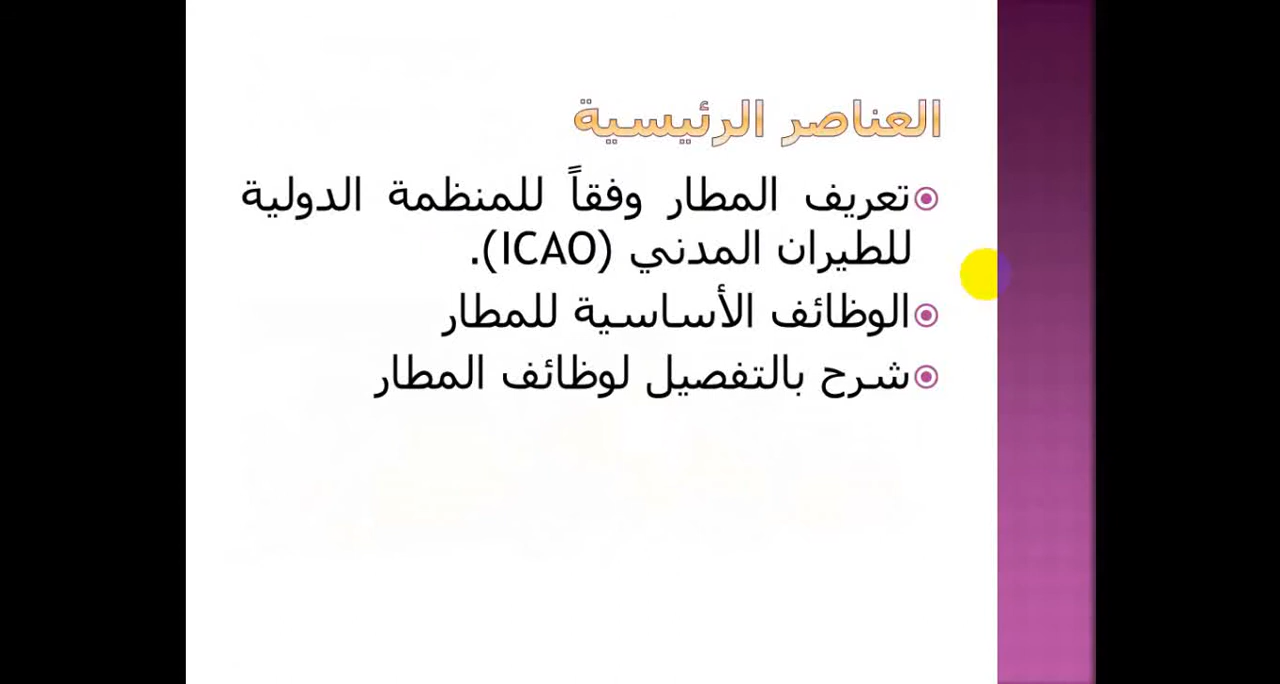 العناصر الرئيسية
تعريف المطار وفقاً للمنظمة الدولية
للطيران المدني (ICAO).
الوظائف الأساسية للمطار
شرح بالتفصيل لوظائف المطار